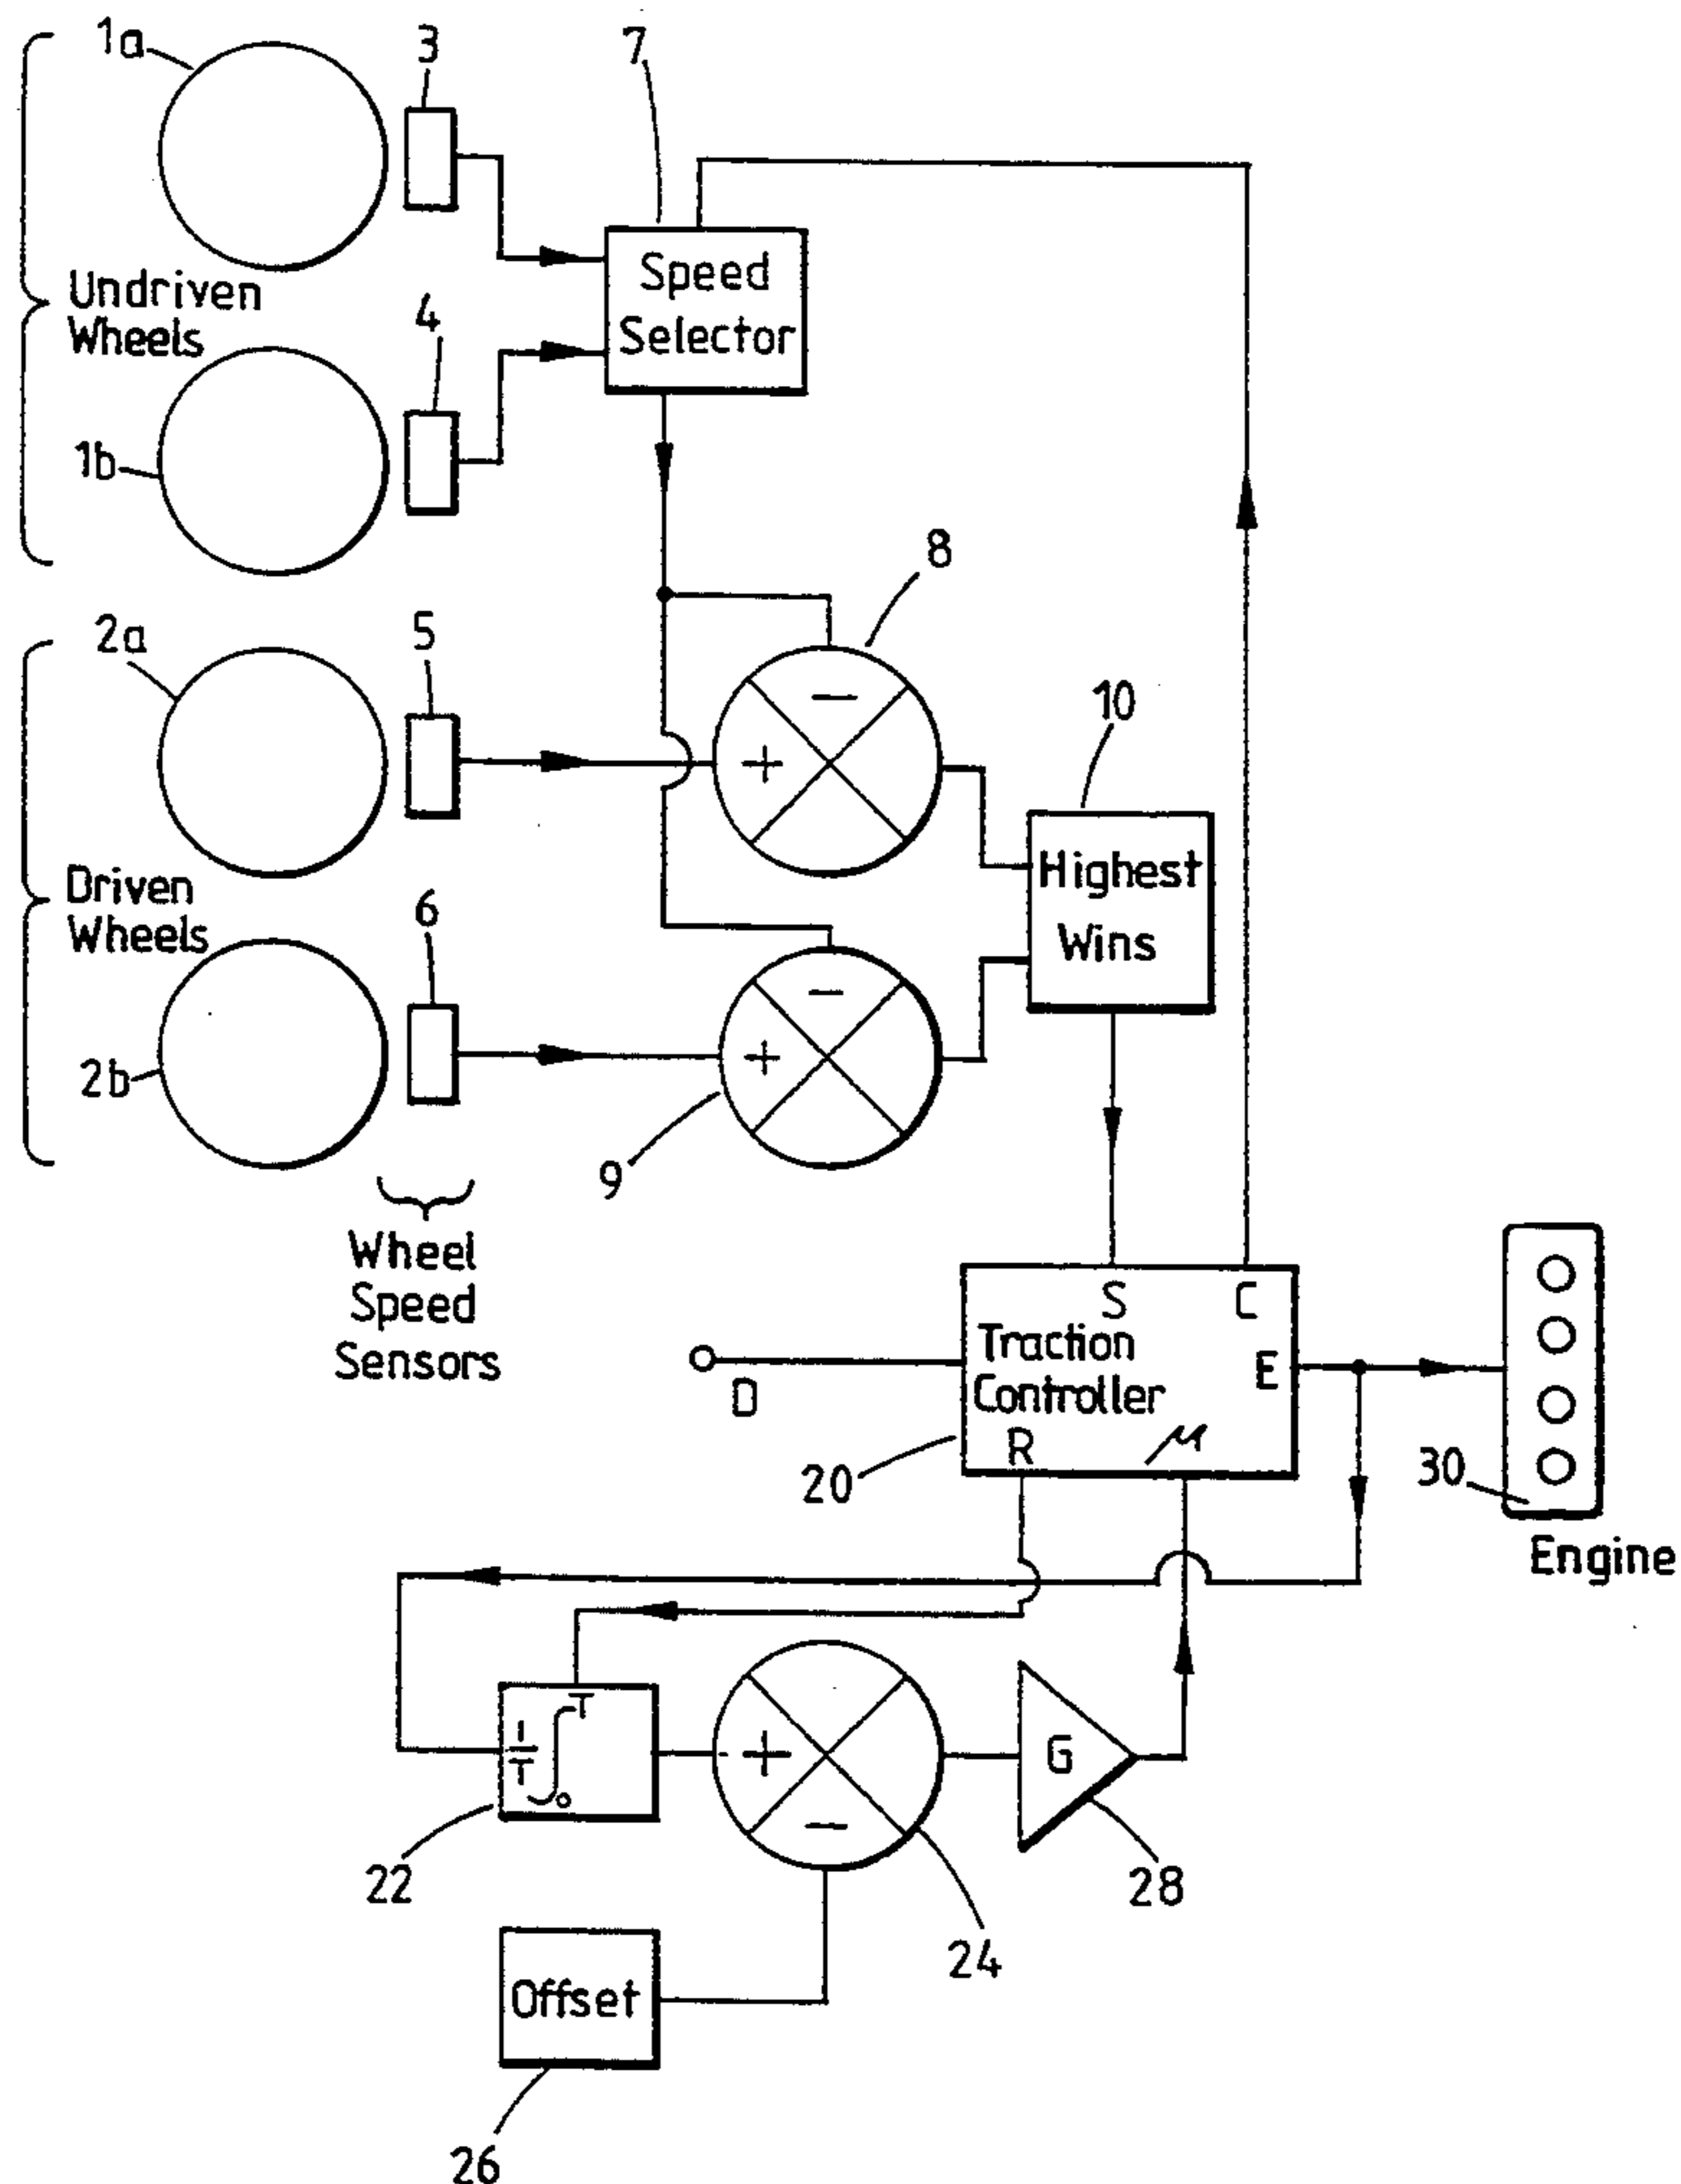 1a
3
7
Speed
Selector
Undriven
Wheels
4
1b
8
2a
5
10
+
−
Highest
Wins
Driven
Wheels
6
2b
+
−
9
Wheel
Speed
Sensors
S
C
Traction
Controller
E
D
R
μ
20
30
Engine
1/T ∫ T 0
+
−
G
22
28
24
Offset
26